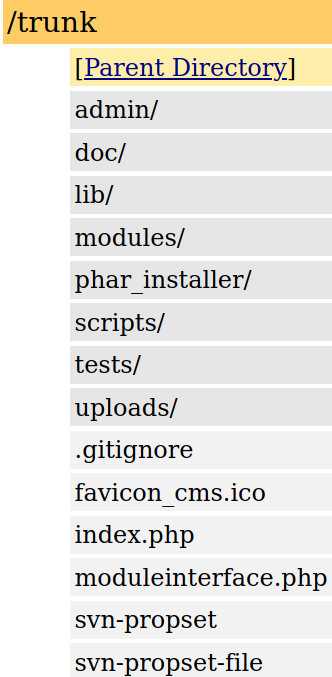 /trunk
[Parent Directory]
admin/
doc/
lib/
modules/
phar_installer/
scripts/
tests/
uploads/
.gitignore
favicon_cms.ico
index.php
moduleinterface.php
svn-propset
svn-propset-file